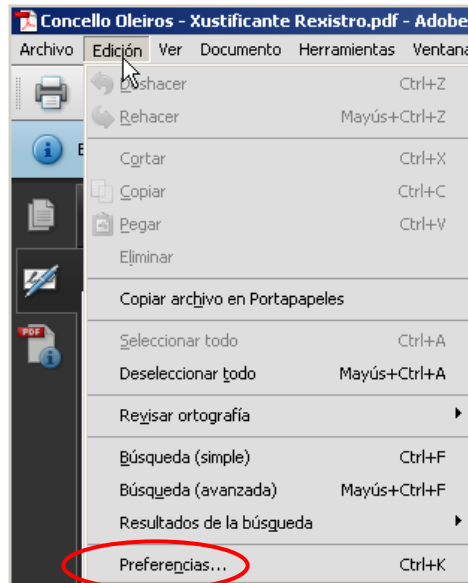 Concello Oleiros - Xustificante Rexistro.pdf - Adobe
Archivo Edición Ver Documento Herramientas Ventana
Deshacer Ctrl+Z
Rehacer Mayús+Ctrl+Z
E
Cortar Ctrl+X
Copiar Ctrl+C
Pegar Ctrl+V
Eliminar
Copiar archivo en Portapapeles
PDF
Seleccionar todo Ctrl+A
Deseleccionar todo Mayús+Ctrl+A
Revisar ortografía
Búsqueda (simple) Ctrl+F
Búsqueda (avanzada) Mayús+Ctrl+F
Resultados de la búsqueda
Preferencias... Ctrl+K